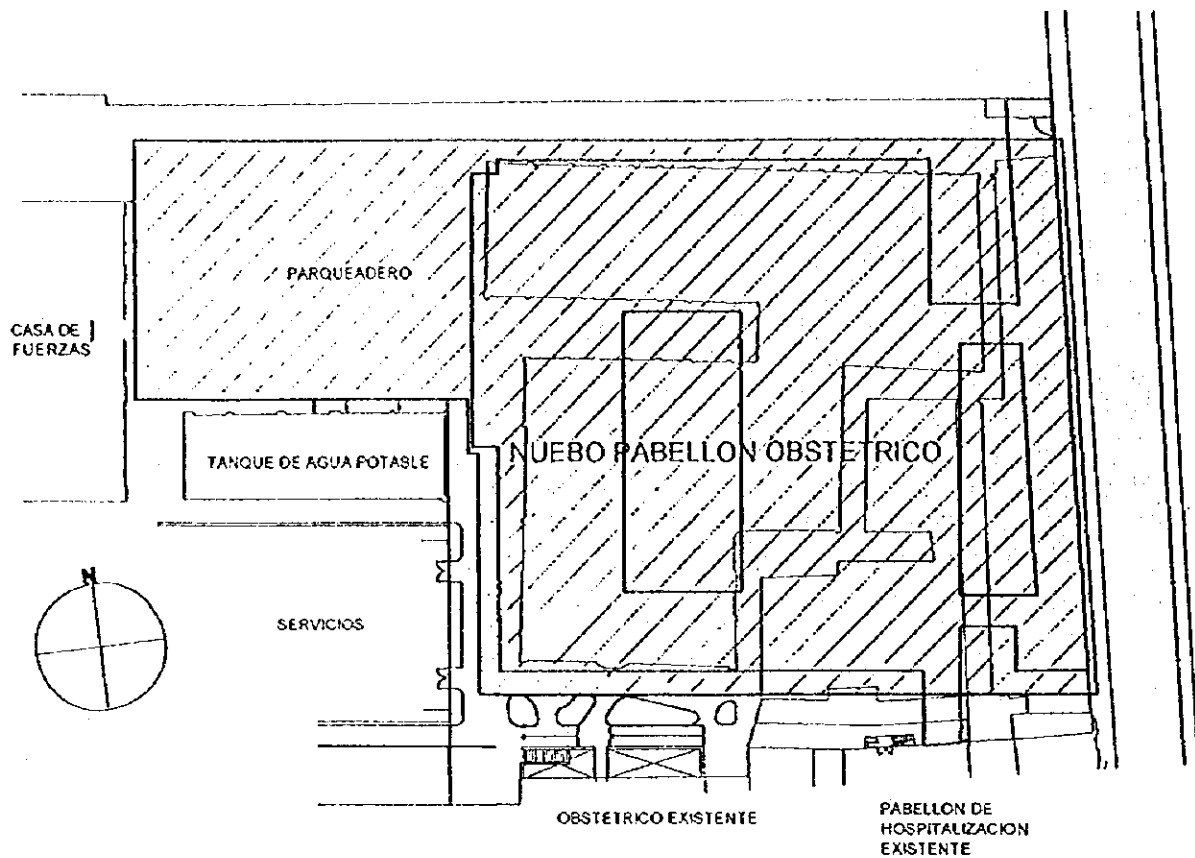 PARQUEADERO
CASA DE
FUERZAS
NUEBO PABELLON OBSTETRICO
TANQUE DE AGUA POTABLE
N
SERVICIOS
OBSTETRICO EXISTENTE
PABELLON DE
HOSPITALIZACION
EXISTENTE